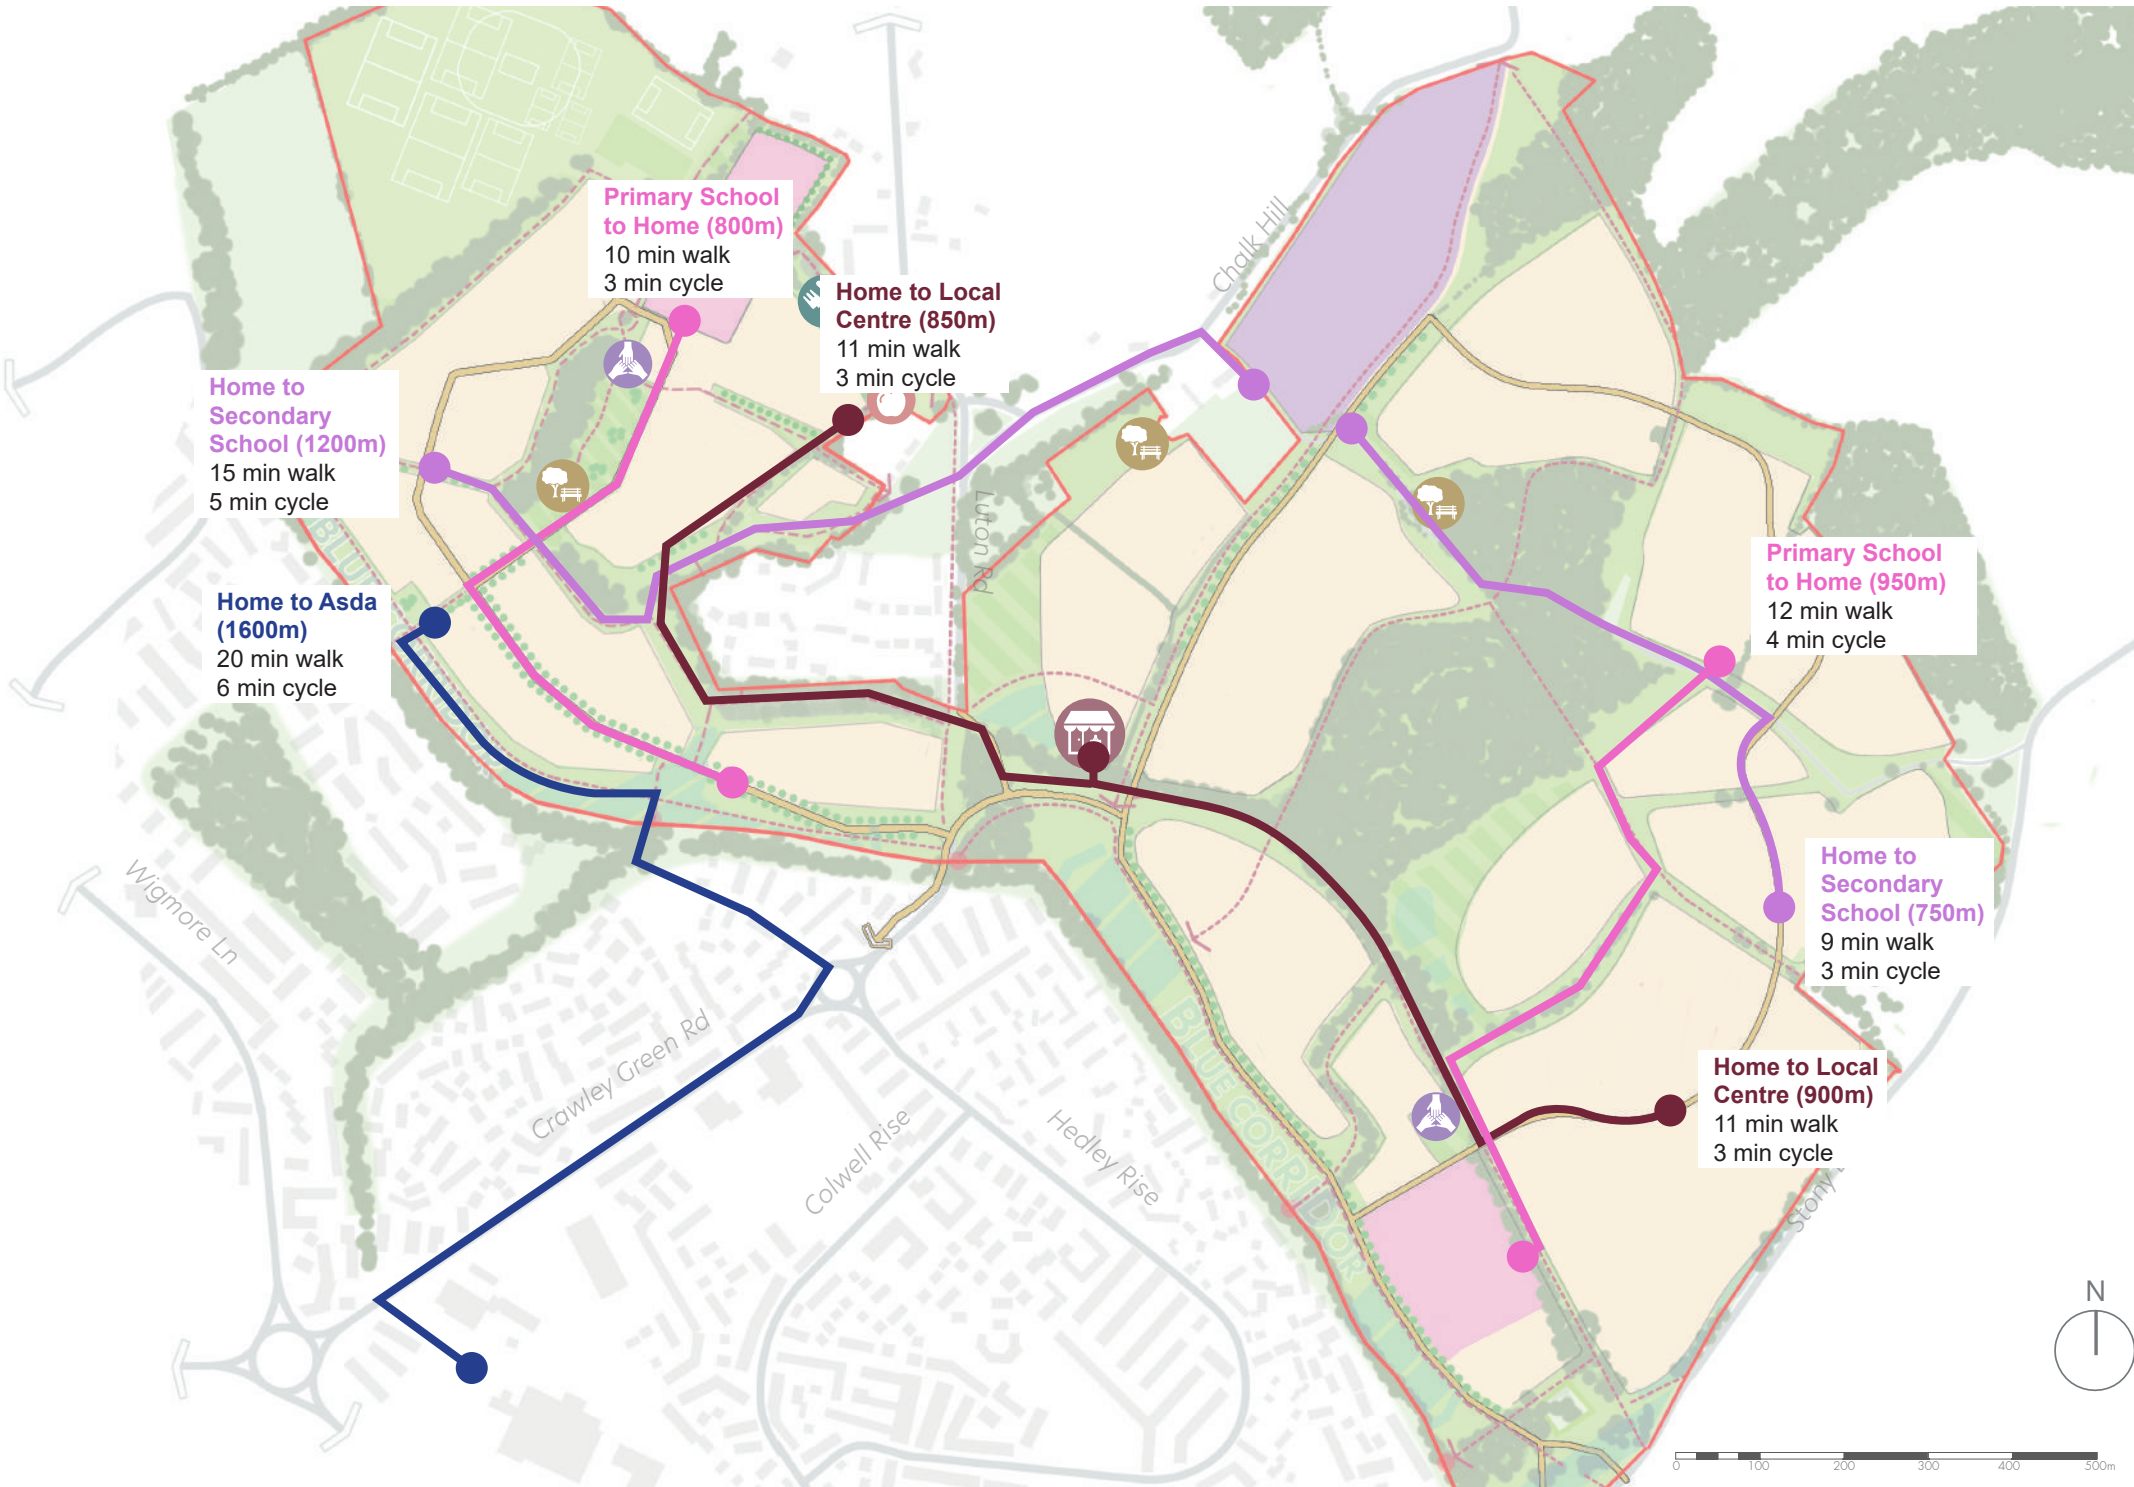 Primary School
to Home (800m)
10 min walk
3 min cycle
Home to Local
Centre (850m)
11 min walk
3 min cycle
Chalk Hill
Home to
Secondary
School (1200m)
15 min walk
5 min cycle
Luton Rd
BLUE
Home to Asda
(1600m)
20 min walk
6 min cycle
Primary School
to Home (950m)
12 min walk
4 min cycle
Home to
Secondary
School (750m)
9 min walk
3 min cycle
Wigmore Ln
Crawley Green Rd
Colwell Rise
Hedley Rise
BLUE CORRIDOR
Home to Local
Centre (900m)
11 min walk
3 min cycle
Stony
N
0 100 200 300 400 500m